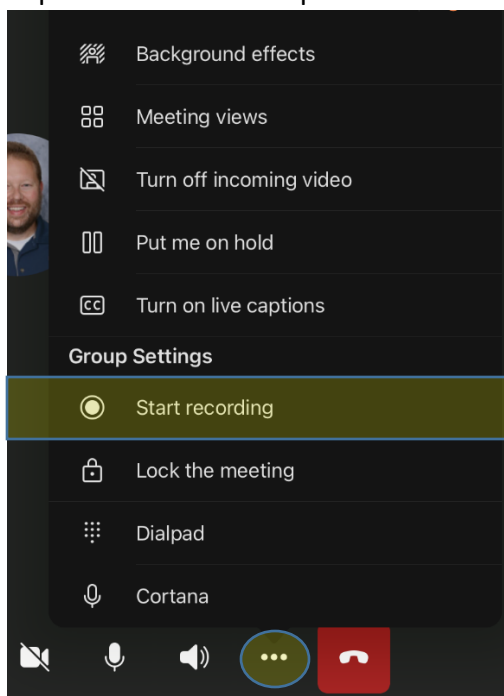 Background effects
Meeting views
Turn off incoming video
Put me on hold
CC Turn on live captions
Group Settings
Start recording
Lock the meeting
Dialpad
Cortana